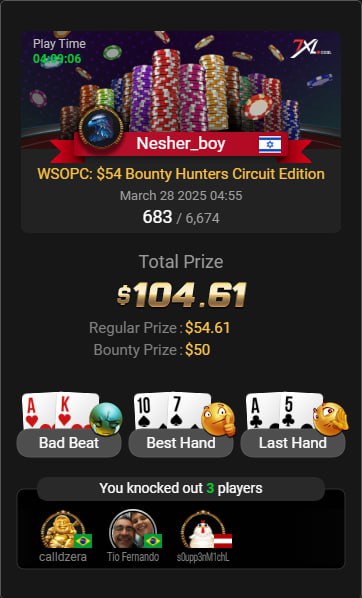 Play Time
04:09:06
7XL
Nesher_boy
WSOPC: $54 Bounty Hunters Circuit Edition
March 28 2025 04:55
683 / 6,674
Total Prize
$104.61
Regular Prize : $54.61
Bounty Prize : $50
A K 10 7 A 5
Bad Beat Best Hand Last Hand
You knocked out 3 players
calldzera Tio Fernando s0upp3nM1chL